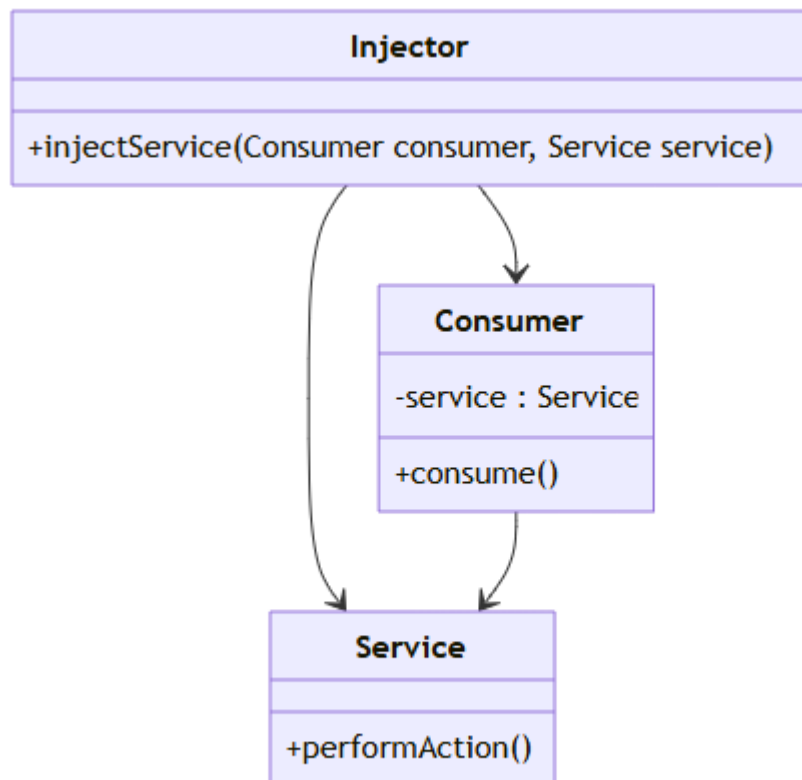 Injector
+injectService(Consumer consumer, Service service)
Consumer
-service : Service
+consume()
Service
+performAction()